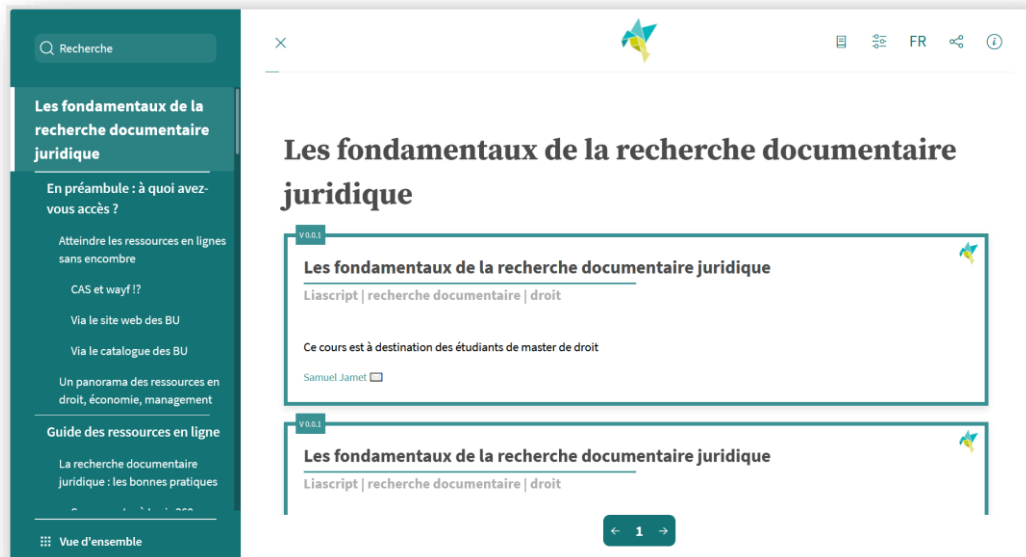 Recherche
Les fondamentaux de la
recherche documentaire
juridique
En préambule : à quoi avez-
vous accès ?
Atteindre les ressources en lignes
sans encombre
CAS et wayf !?
Via le site web des BU
Via le catalogue des BU
Un panorama des ressources en
droit, économie, management
Guide des ressources en ligne
La recherche documentaire
juridique : les bonnes pratiques
Vue d'ensemble
FR
Les fondamentaux de la recherche documentaire
juridique
V 0.0.1
Les fondamentaux de la recherche documentaire juridique
Liascript | recherche documentaire | droit
Ce cours est à destination des étudiants de master de droit
Samuel Jamet
V 0.0.1
Les fondamentaux de la recherche documentaire juridique
Liascript | recherche documentaire | droit
← 1 →